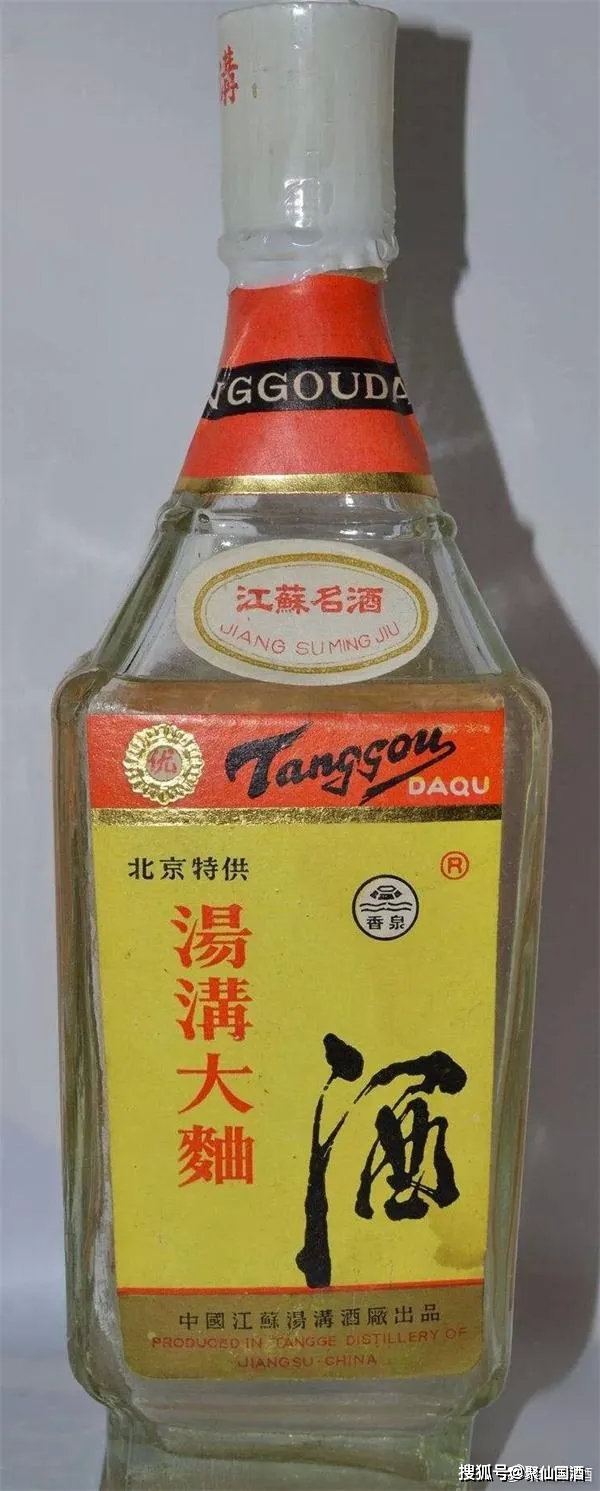 溝
NGGOUDA
江蘇名酒
JIANG SU MING JIU
优
Tanggou
DAQU
北京特供
®
香泉
湯溝大麯
酒
中國江蘇湯溝酒廠出品
PRODUCED IN TANGGE DISTILLERY OF
JIANGSU·CHINA
搜狐号@聚仙国酒